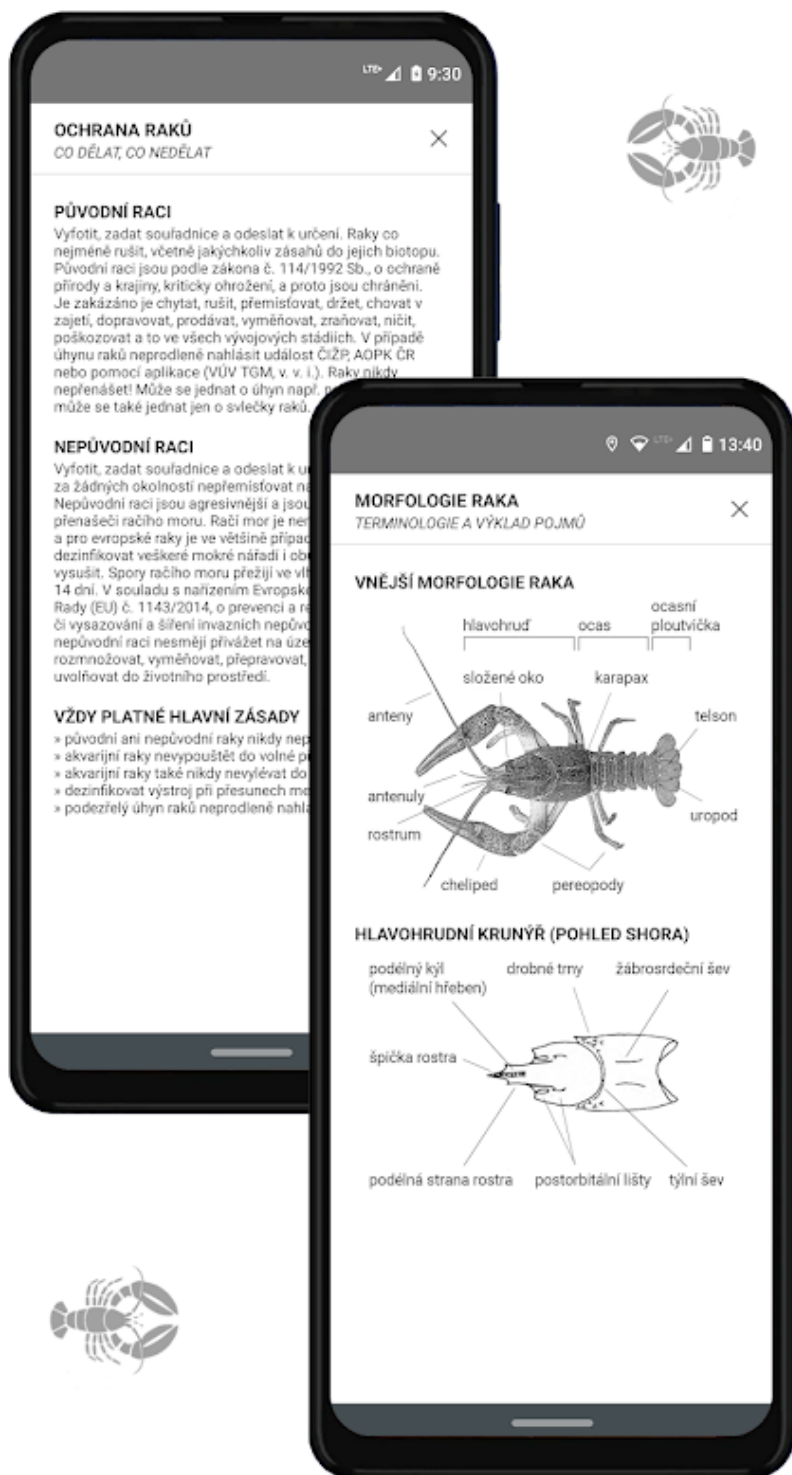 LTE+ 9:30
OCHRANA RAKŮ
CO DĚLAT, CO NEDĚLAT
PŮVODNÍ RACI
Vyfotit, zadat souřadnice a odeslat k určení. Raky co
nejméně rušit, včetně jakýchkoliv zásahů do jejich biotopu.
Původní raci jsou podle zákona č. 114/1992 Sb., o ochraně
přírody a krajiny, kriticky ohrožení, a proto jsou chráněni.
Je zakázáno je chytat, rušit, přemisťovat, držet, chovat v
zajetí, dopravovat, prodávat, vyměňovat, zraňovat, ničit,
poškozovat a to ve všech vývojových stádiích. V případě
úhynu raků neprodleně nahlásit událost ČIŽP, AOPK ČR
nebo pomocí aplikace (VÚV TGM, v. v. i.). Raky nikdy
nepřenášet! Může se jednat o úhyn např.
může se také jednat jen o svlečky raků.
NEPŮVODNÍ RACI
Vyfotit, zadat souřadnice a odeslat k
za žádných okolností nepřemisťovat
Nepůvodní raci jsou agresivnější a jsou
přenašeči račího moru. Račí mor je
a pro evropské raky je ve většině
dezinfikovat veškeré mokré nářadí i
vysušit. Spory račího moru přežijí ve
14 dní. V souladu s nařízením
Rady (EU) č. 1143/2014, o prevenci a
či vysazování a šíření invazních
nepůvodní raci nesmějí přivážet na
rozmnožovat, vyměňovat, přepravovat,
uvolňovat do životního prostředí.
VŽDY PLATNÉ HLAVNÍ ZÁSADY
» původní ani nepůvodní raky nikdy
» akvarijní raky nevypouštět do volné
» akvarijní raky také nikdy nevylévat do
» dezinfikovat výstroj při přesunech
» podezřelý úhyn raků neprodleně
LTE+ 13:40
MORFOLOGIE RAKA
TERMINOLOGIE A VÝKLAD POJMŮ
VNĚJŠÍ MORFOLOGIE RAKA
hlavohruď ocas ocasní
ploutvička
složené oko karapax
anteny telson
antenuly
uropod
rostrum
cheliped pereopody
HLAVOHRUDNÍ KRUNÝŘ (POHLED SHORA)
podélný kýl drobné trny žábrosrdeční šev
(mediální hřeben)
špička rostra
podélná strana rostra postorbitální lišty týlní šev